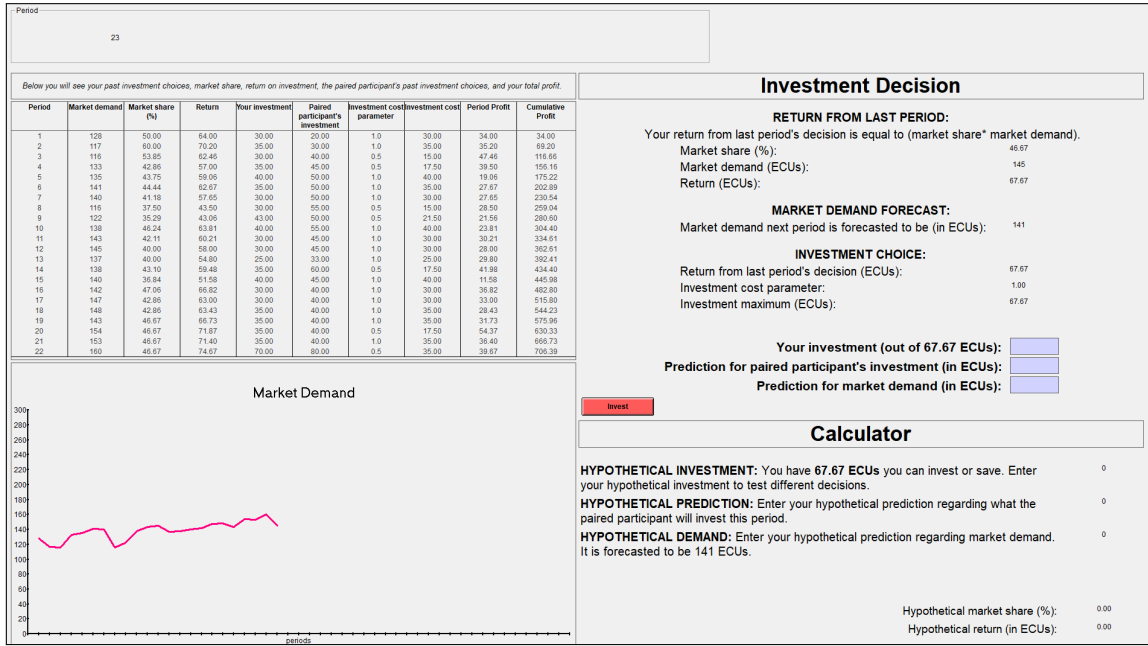 Period
23
Below you will see your past investment choices, market share, return on investment, the paired participant's past investment choices, and your total profit.
Period Market demand Market share (%) Return Your investment Paired participant's investment Investment cost parameter Investment cost Period Profit Cumulative Profit
1 128 50.00 64.00 30.00 20.00 1.0 30.00 34.00 34.00
2 117 60.00 70.20 35.00 30.00 1.0 35.00 35.20 69.20
3 116 53.85 62.46 30.00 40.00 0.5 15.00 47.46 116.66
4 133 42.86 57.00 35.00 45.00 0.5 17.50 39.50 156.16
5 135 43.75 59.06 40.00 50.00 1.0 40.00 19.06 175.22
6 141 44.44 62.67 35.00 50.00 1.0 35.00 27.67 202.89
7 140 41.18 57.65 30.00 50.00 1.0 30.00 27.65 230.54
8 116 37.50 43.50 30.00 55.00 0.5 15.00 28.50 259.04
9 122 35.29 43.06 43.00 50.00 0.5 21.50 21.56 280.60
10 138 46.24 63.81 40.00 55.00 1.0 40.00 23.81 304.40
11 143 42.11 60.21 30.00 45.00 1.0 30.00 30.21 334.61
12 145 40.00 58.00 30.00 45.00 1.0 30.00 28.00 362.61
13 137 40.00 54.80 25.00 33.00 1.0 25.00 29.80 392.41
14 138 43.10 59.48 35.00 60.00 0.5 17.50 41.98 434.40
15 140 36.84 51.58 40.00 45.00 1.0 40.00 11.58 445.98
16 142 47.06 66.82 30.00 40.00 1.0 30.00 36.82 482.80
17 147 42.86 63.00 30.00 40.00 1.0 30.00 33.00 515.80
18 148 42.86 63.43 35.00 40.00 1.0 35.00 28.43 544.23
19 143 46.67 66.73 35.00 40.00 1.0 35.00 31.73 575.96
20 154 46.67 71.87 35.00 40.00 0.5 17.50 54.37 630.33
21 153 46.67 71.40 35.00 40.00 1.0 35.00 36.40 666.73
22 160 46.67 74.67 70.00 80.00 0.5 35.00 39.67 706.39
Market Demand
300
280
260
240
220
200
180
160
140
120
100
80
60
40
20
0
periods
Investment Decision
RETURN FROM LAST PERIOD:
Your return from last period's decision is equal to (market share* market demand).
Market share (%): 46.67
Market demand (ECUs): 145
Return (ECUs): 67.67
MARKET DEMAND FORECAST:
Market demand next period is forecasted to be (in ECUs): 141
INVESTMENT CHOICE:
Return from last period's decision (ECUs): 67.67
Investment cost parameter: 1.00
Investment maximum (ECUs): 67.67
Your investment (out of 67.67 ECUs):
Prediction for paired participant's investment (in ECUs):
Prediction for market demand (in ECUs):
Invest
Calculator
HYPOTHETICAL INVESTMENT: You have 67.67 ECUs you can invest or save. Enter 0
your hypothetical investment to test different decisions.
HYPOTHETICAL PREDICTION: Enter your hypothetical prediction regarding what the 0
paired participant will invest this period.
HYPOTHETICAL DEMAND: Enter your hypothetical prediction regarding market demand. 0
It is forecasted to be 141 ECUs.
Hypothetical market share (%): 0.00
Hypothetical return (in ECUs): 0.00